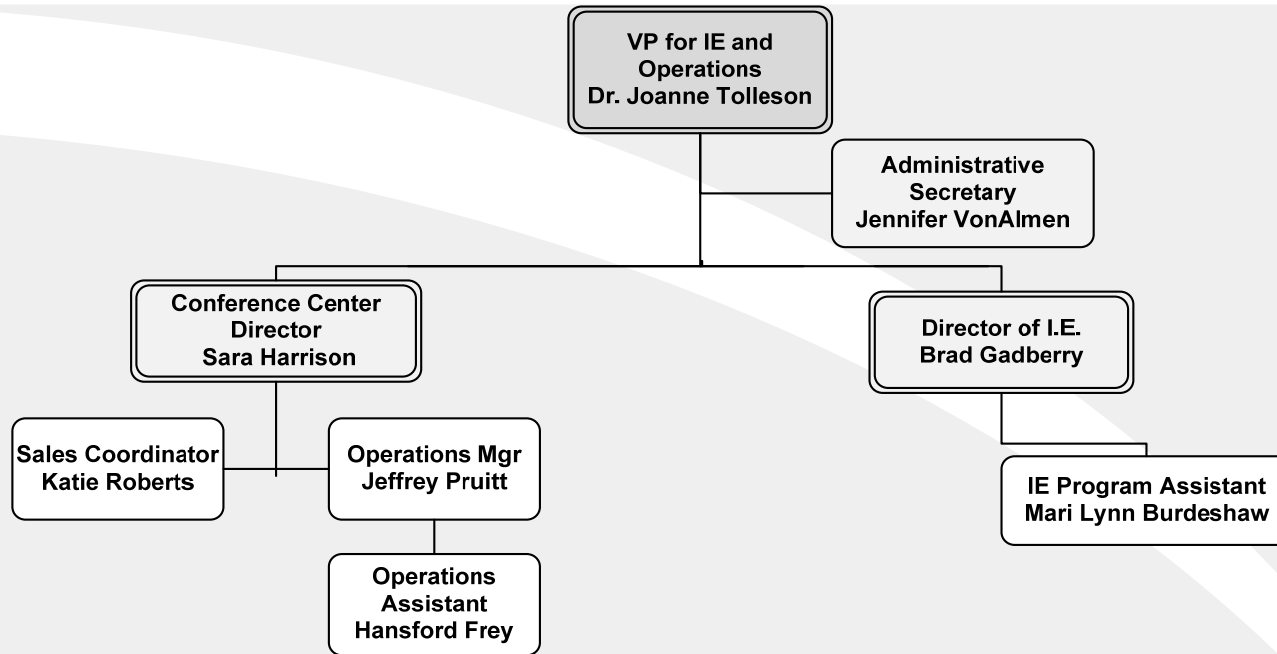 VP for IE and
Operations
Dr. Joanne Tolleson
Administrative
Secretary
Jennifer VonAlmen
Conference Center
Director
Sara Harrison
Director of I.E.
Brad Gadberry
Sales Coordinator
Katie Roberts
Operations Mgr
Jeffrey Pruitt
IE Program Assistant
Mari Lynn Burdeshaw
Operations
Assistant
Hansford Frey